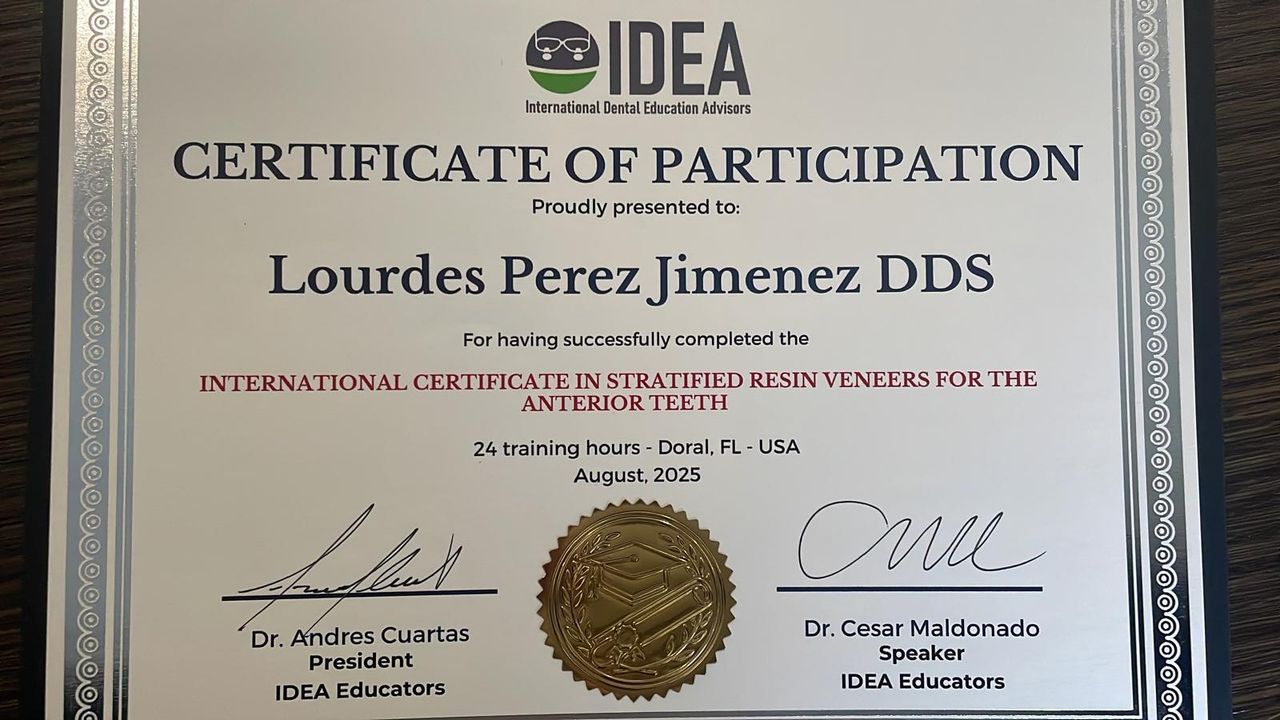 IDEA
International Dental Education Advisors
CERTIFICATE OF PARTICIPATION
Proudly presented to:
Lourdes Perez Jimenez DDS
For having successfully completed the
INTERNATIONAL CERTIFICATE IN STRATIFIED RESIN VENEERS FOR THE
ANTERIOR TEETH
24 training hours - Doral, FL - USA
August, 2025
Dr. Andres Cuartas
President
IDEA Educators
Dr. Cesar Maldonado
Speaker
IDEA Educators